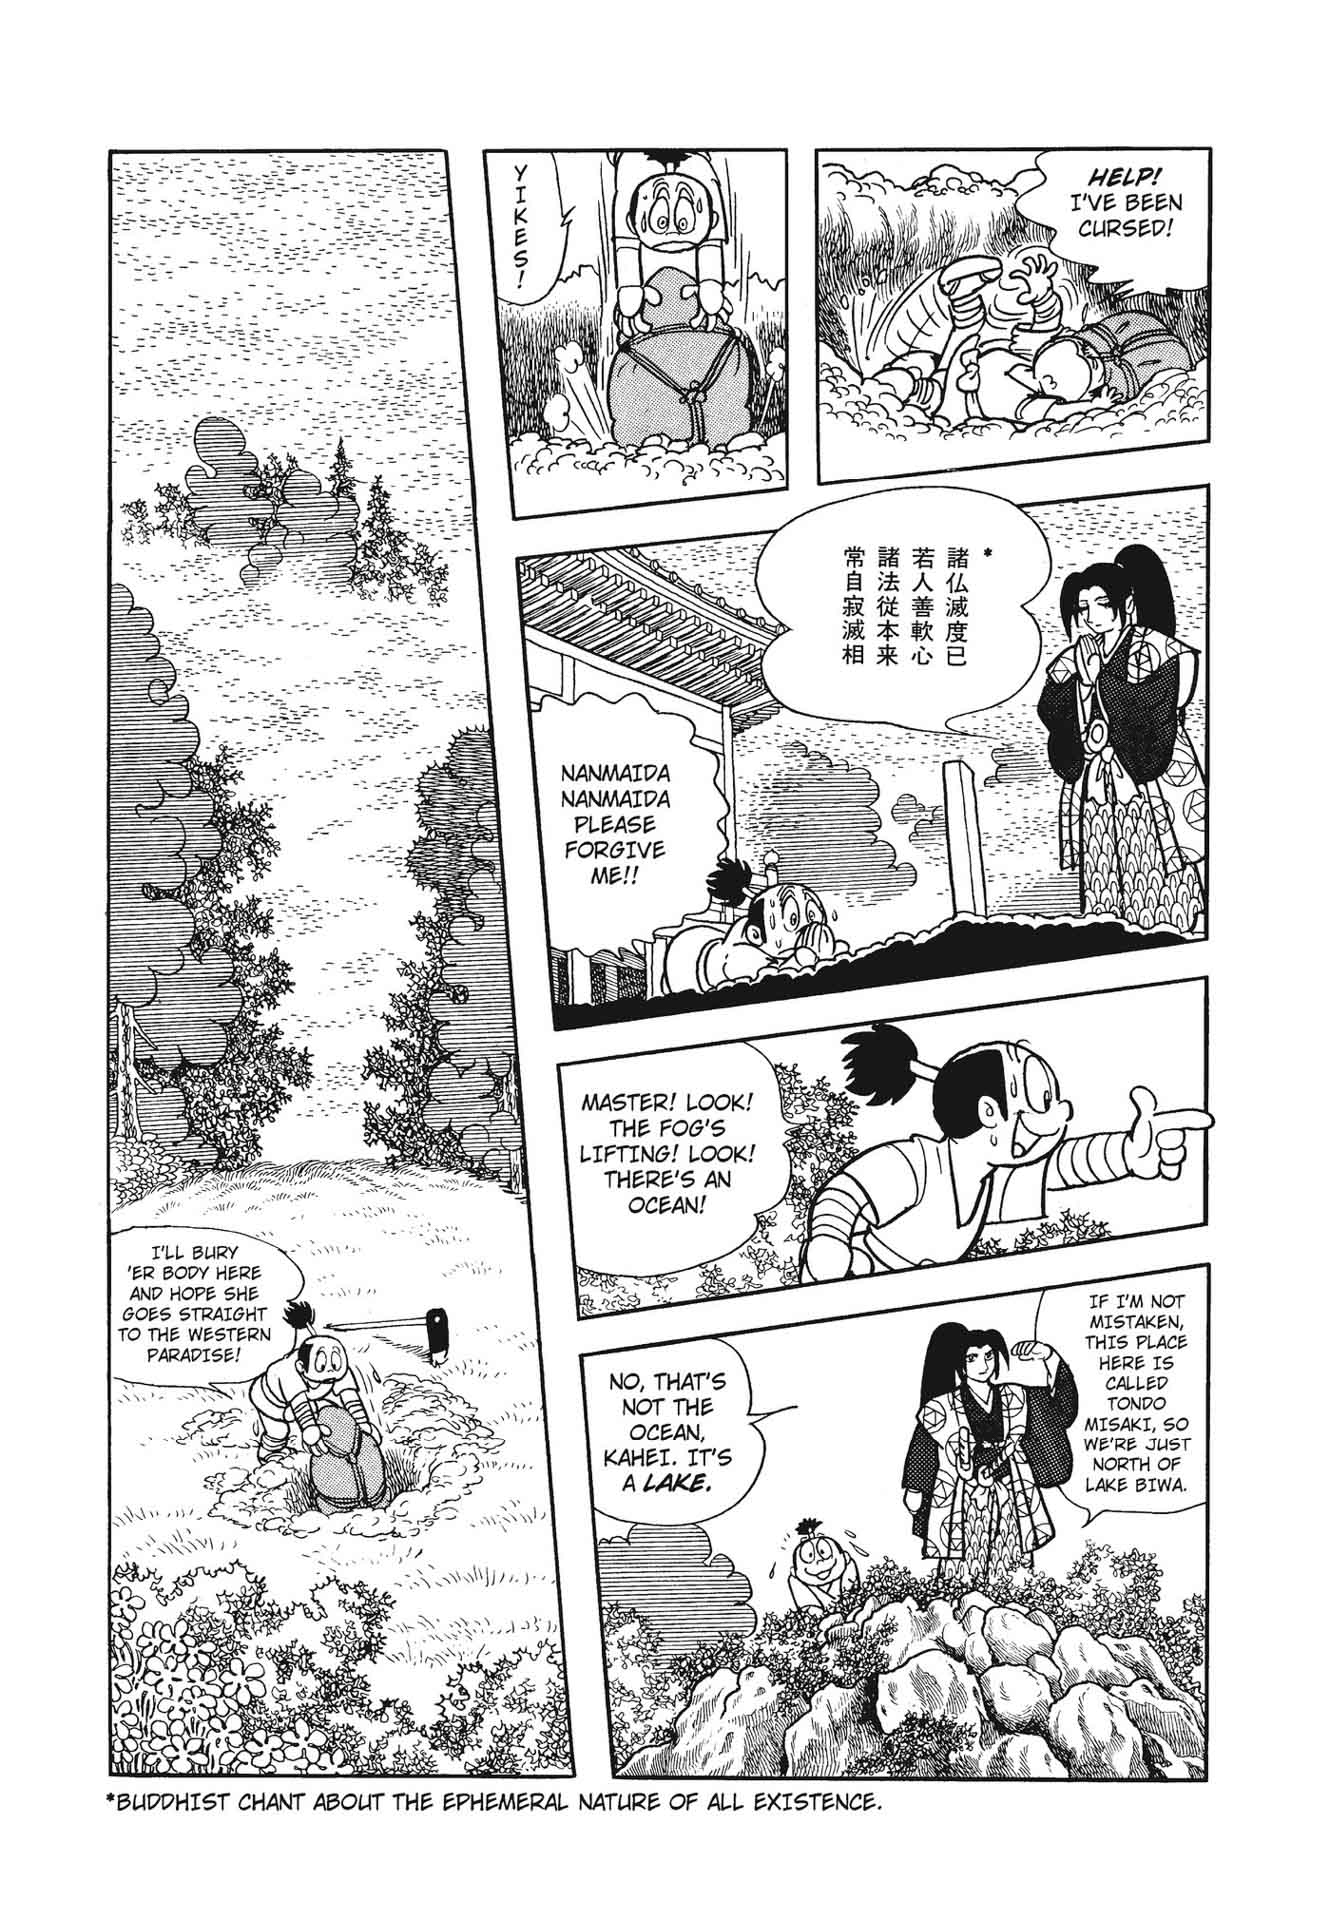 I'LL BURY
'ER BODY HERE
AND HOPE SHE
GOES STRAIGHT
TO THE WESTERN
PARADISE!
YIKES!
HELP!
I'VE BEEN
CURSED!
*
諸仏滅度已
若人善軟心
諸法従本来
常自寂滅相
NANMAIDA
NANMAIDA
PLEASE
FORGIVE
ME!!
MASTER! LOOK!
THE FOG'S
LIFTING! LOOK!
THERE'S AN
OCEAN!
NO, THAT'S
NOT THE
OCEAN,
KAHEI. IT'S
A LAKE.
IF I'M NOT
MISTAKEN,
THIS PLACE
HERE IS
CALLED
TONDO
MISAKI, SO
WE'RE JUST
NORTH OF
LAKE BIWA.
*BUDDHIST CHANT ABOUT THE EPHEMERAL NATURE OF ALL EXISTENCE.